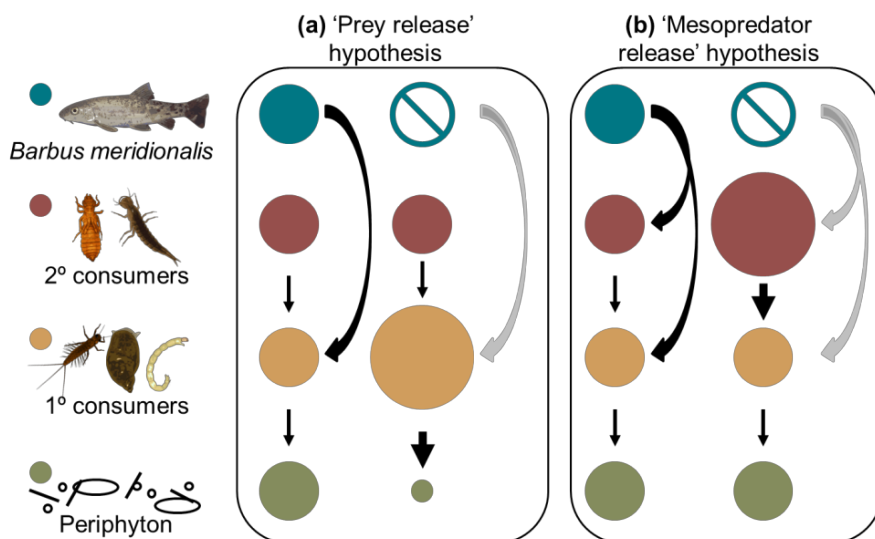 (a) ‘Prey release’
hypothesis
(b) ‘Mesopredator
release’ hypothesis
Barbus meridionalis
2º consumers
1º consumers
Periphyton